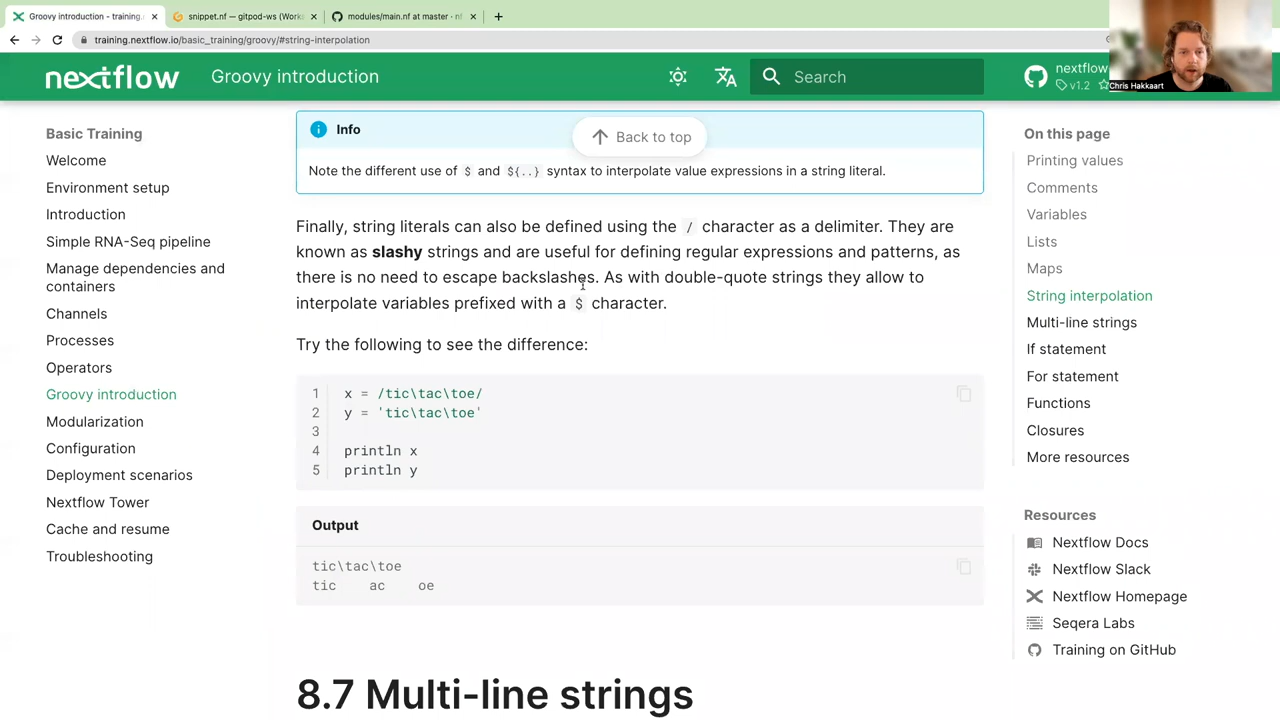 Groovy introduction - training.
snippet.nf — gitpod-ws (Works
modules/main.nf at master · nf
training.nextflow.io/basic_training/groovy/#string-interpolation
Chris Hakkaart
nextflow
Groovy introduction
Search
nextflow
v1.2
Basic Training
Welcome
Environment setup
Introduction
Simple RNA-Seq pipeline
Manage dependencies and
containers
Channels
Processes
Operators
Groovy introduction
Modularization
Configuration
Deployment scenarios
Nextflow Tower
Cache and resume
Troubleshooting
Info
Back to top
Note the different use of $ and ${..} syntax to interpolate value expressions in a string literal.
Finally, string literals can also be defined using the / character as a delimiter. They are
known as slashy strings and are useful for defining regular expressions and patterns, as
there is no need to escape backslashes. As with double-quote strings they allow to
interpolate variables prefixed with a $ character.
Try the following to see the difference:
1 x = /tic\tac\toe/
2 y = 'tic\tac\toe'
3
4 println x
5 println y
Output
tic\tac\toe
tic    ac    oe
8.7 Multi-line strings
On this page
Printing values
Comments
Variables
Lists
Maps
String interpolation
Multi-line strings
If statement
For statement
Functions
Closures
More resources
Resources
Nextflow Docs
Nextflow Slack
Nextflow Homepage
Seqera Labs
Training on GitHub